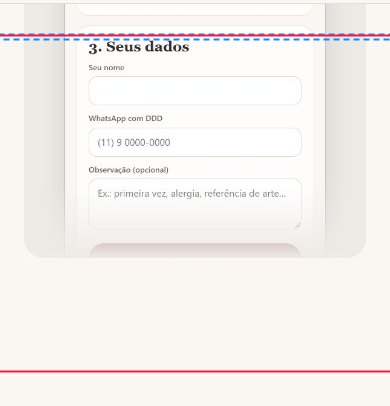 3. Seus dados
Seu nome
WhatsApp com DDD
(11) 9 0000-0000
Observação (opcional)
Ex.: primeira vez, alergia, referência de arte...